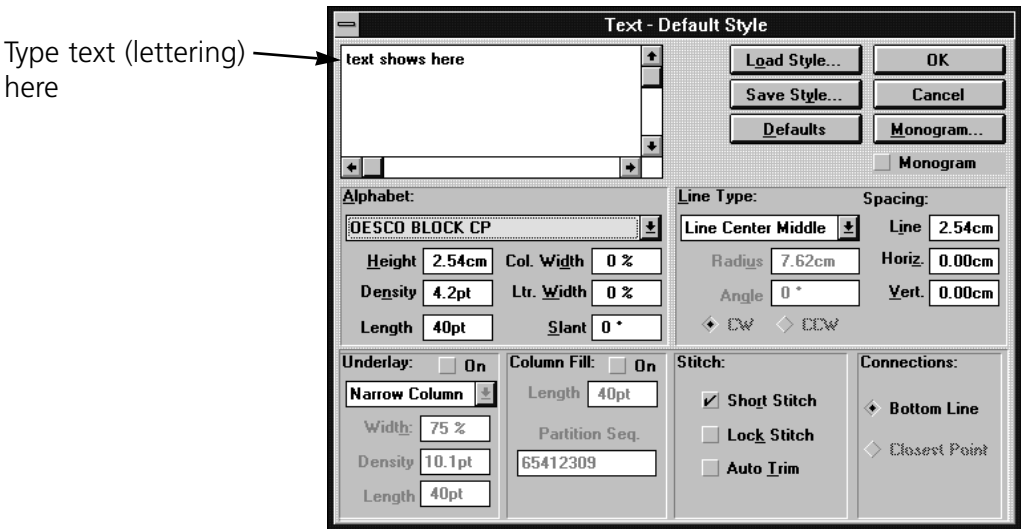 Type text (lettering)
here
Text - Default Style
text shows here
Load Style...
OK
Save Style...
Cancel
Defaults
Monogram...
Monogram
Alphabet:
OESCO BLOCK CP
Height 2.54cm Col. Width 0 %
Density 4.2pt Ltr. Width 0 %
Length 40pt Slant 0 °
Line Type: Spacing:
Line Center Middle Line 2.54cm
Radius 7.62cm Horiz. 0.00cm
Angle 0 ° Vert. 0.00cm
CW CCW
Underlay: On
Narrow Column
Width: 75 %
Density 10.1pt
Length 40pt
Column Fill: On
Length 40pt
Partition Seq.
65412309
Stitch:
Short Stitch
Lock Stitch
Auto Trim
Connections:
Bottom Line
Closest Point